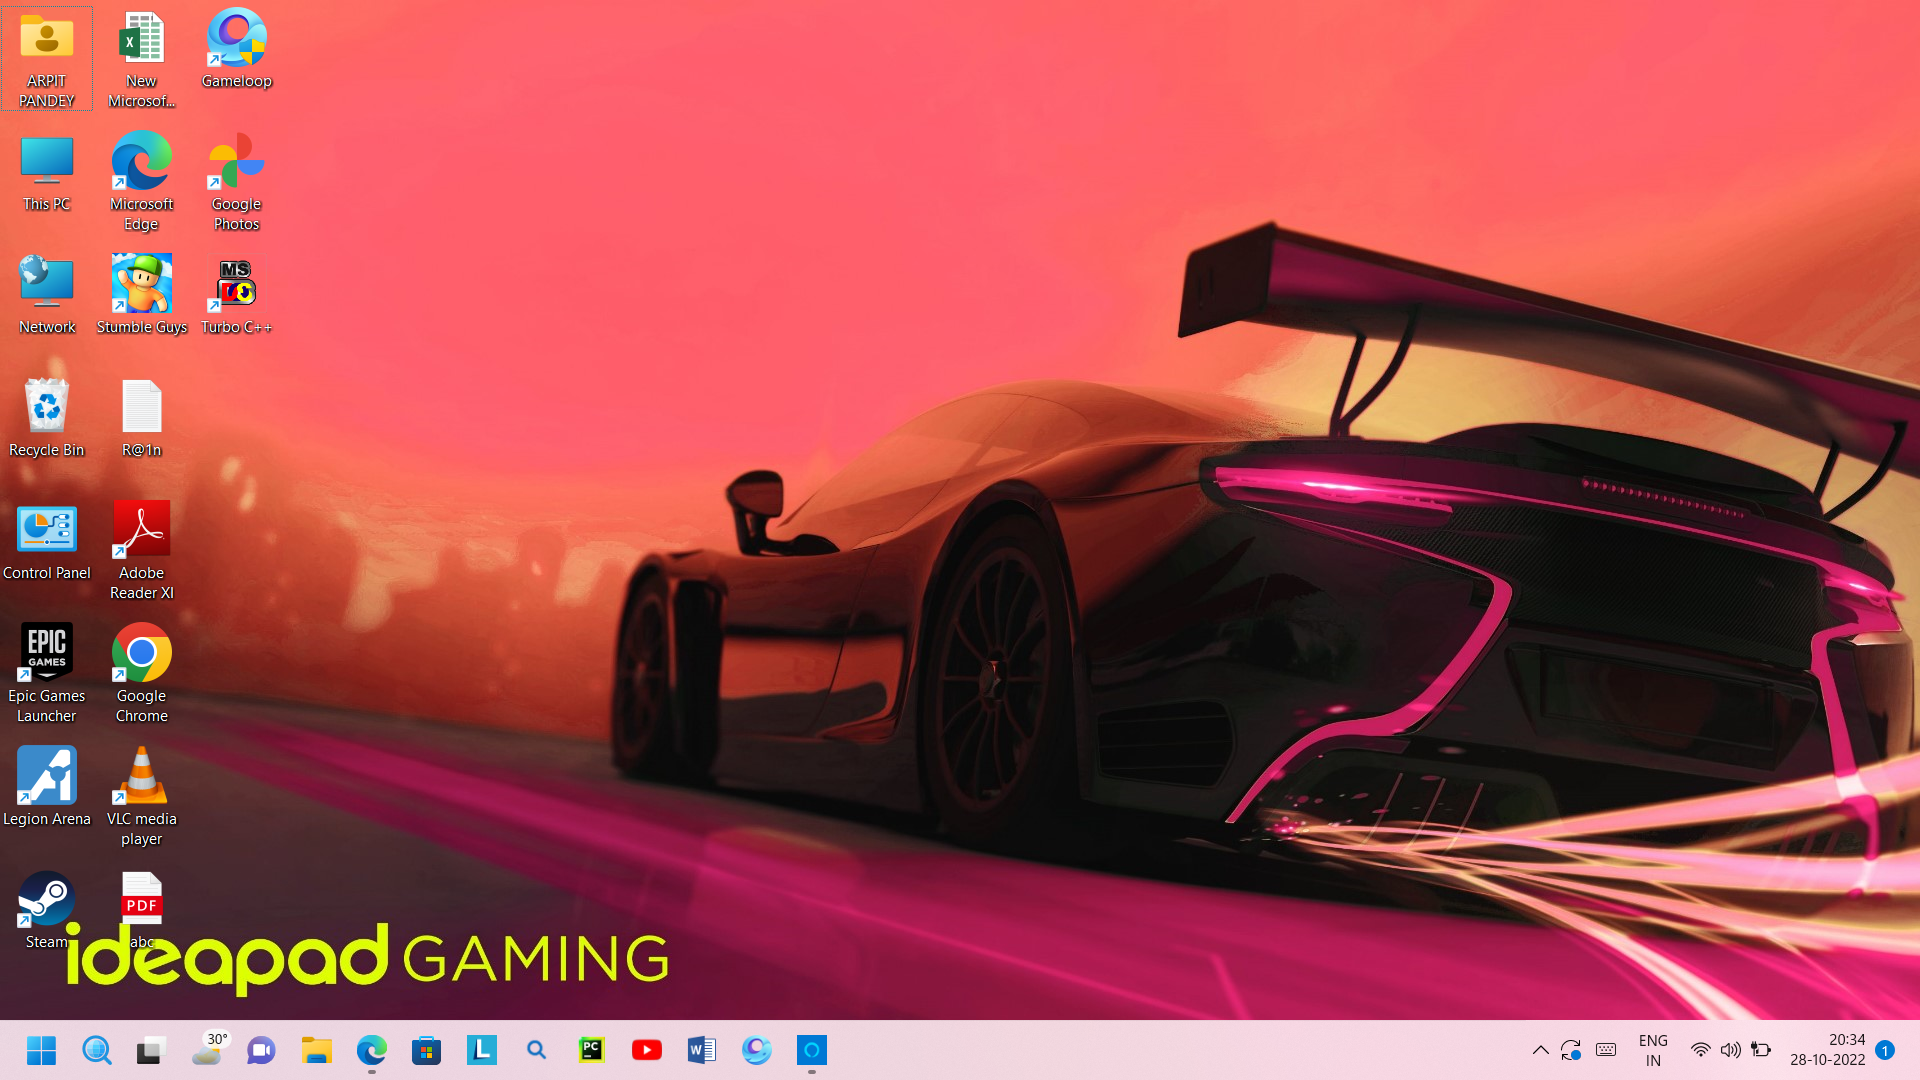 ARPIT
PANDEY
New
Microsof...
Gameloop
This PC
Microsoft
Edge
Google
Photos
Network
Stumble Guys
MS
Turbo C++
Recycle Bin
R@1n
Control Panel
Adobe
Reader XI
EPIC
GAMES
Epic Games
Launcher
Google
Chrome
Legion Arena
VLC media
player
PDF
Steam
abc
ideapad GAMING
30°
L
PC
W
ENG
IN
20:34
28-10-2022
1